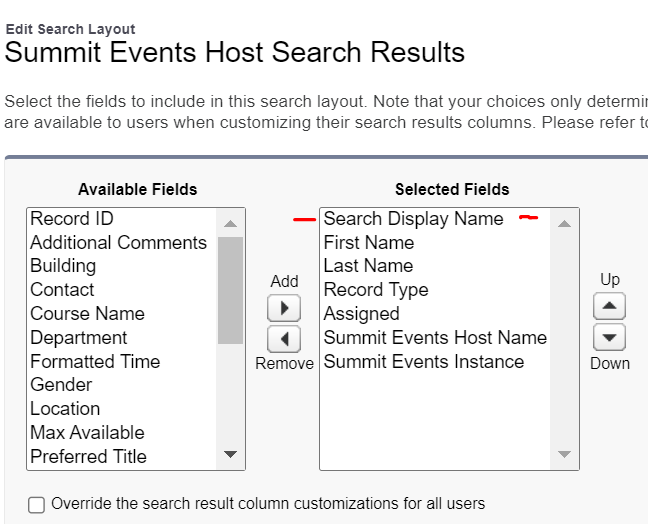 Edit Search Layout
Summit Events Host Search Results
Select the fields to include in this search layout. Note that your choices only
are available to users when customizing their search results columns. Please refer
Available Fields
Record ID
Additional Comments
Building
Contact
Course Name
Department
Formatted Time
Gender
Location
Max Available
Preferred Title
Add
Remove
Selected Fields
Search Display Name
First Name
Last Name
Record Type
Assigned
Summit Events Host Name
Summit Events Instance
Up
Down
Override the search result column customizations for all users